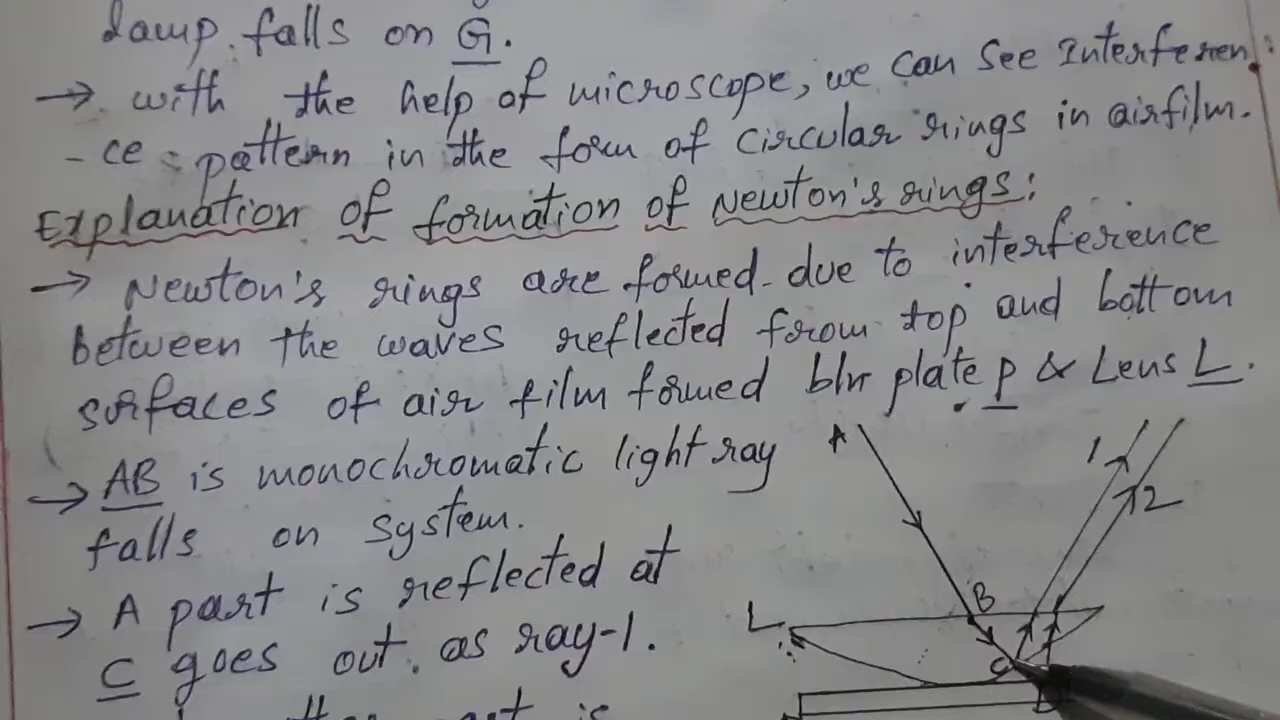 lamp falls on G.
→ with the help of microscope, we can see Interferen
- ce pattern in the form of circular rings in airfilm.
Explanation of formation of Newton's rings:
→ Newton's rings are formed due to interference
between the waves reflected from top and bottom
surfaces of air film formed b/w plate P & Lens L.
→ AB is monochromatic light ray
falls on system.
→ A part is reflected at
C goes out as ray-1.
part is
A
1
2
B
L
C
D